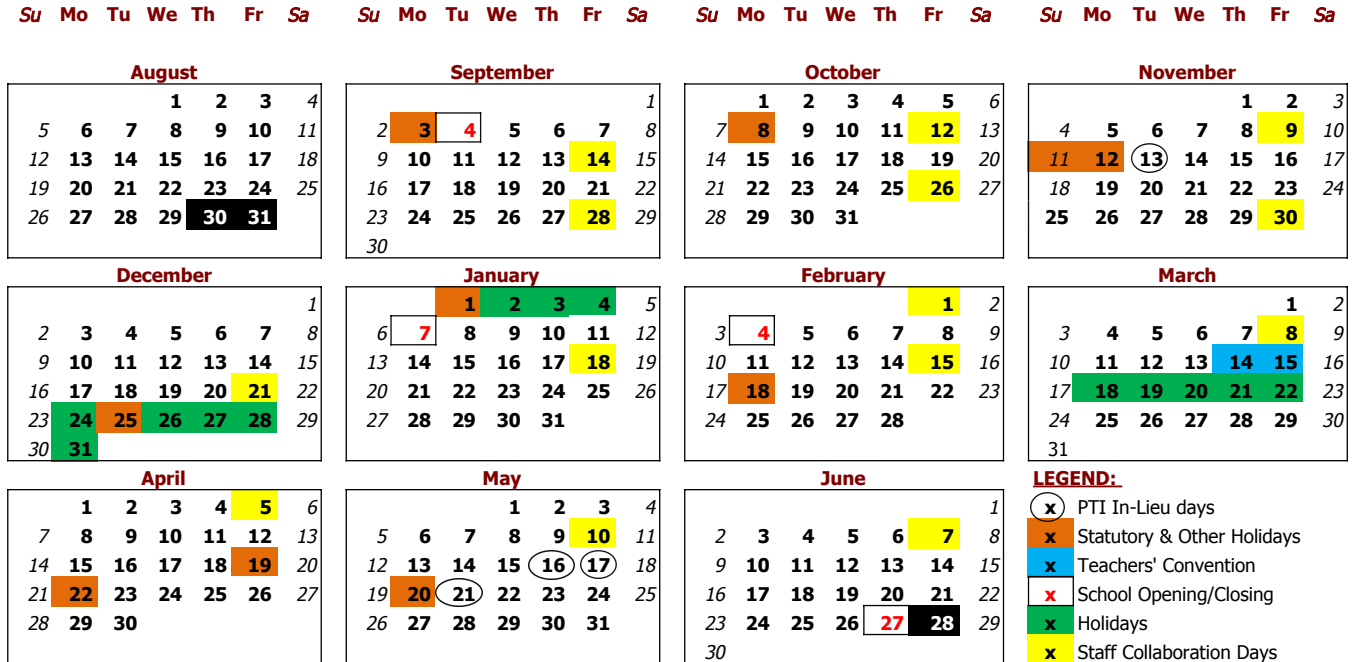 Su Mo Tu We Th Fr Sa Su Mo Tu We Th Fr Sa Su Mo Tu We Th Fr Sa Su Mo Tu We Th Fr Sa
August September October November
1 2 3 4 1 1 2 3 4 5 6 1 2 3
5 6 7 8 9 10 11 2 3 4 5 6 7 8 7 8 9 10 11 12 13 4 5 6 7 8 9 10
12 13 14 15 16 17 18 9 10 11 12 13 14 15 14 15 16 17 18 19 20 11 12 13 14 15 16 17
19 20 21 22 23 24 25 16 17 18 19 20 21 22 21 22 23 24 25 26 27 18 19 20 21 22 23 24
26 27 28 29 30 31 23 24 25 26 27 28 29 28 29 30 31 25 26 27 28 29 30
30
December January February March
1 1 2 3 4 5 1 2 1 2
2 3 4 5 6 7 8 6 7 8 9 10 11 12 3 4 5 6 7 8 9 3 4 5 6 7 8 9
9 10 11 12 13 14 15 13 14 15 16 17 18 19 10 11 12 13 14 15 16 10 11 12 13 14 15 16
16 17 18 19 20 21 22 20 21 22 23 24 25 26 17 18 19 20 21 22 23 17 18 19 20 21 22 23
23 24 25 26 27 28 29 27 28 29 30 31 24 25 26 27 28 24 25 26 27 28 29 30
30 31 31
April May June LEGEND:
1 2 3 4 5 6 1 2 3 4 1 x PTI In-Lieu days
7 8 9 10 11 12 13 5 6 7 8 9 10 11 2 3 4 5 6 7 8 x Statutory & Other Holidays
14 15 16 17 18 19 20 12 13 14 15 16 17 18 9 10 11 12 13 14 15 x Teachers' Convention
21 22 23 24 25 26 27 19 20 21 22 23 24 25 16 17 18 19 20 21 22 x School Opening/Closing
28 29 30 26 27 28 29 30 31 23 24 25 26 27 28 29 x Holidays
30 x Staff Collaboration Days